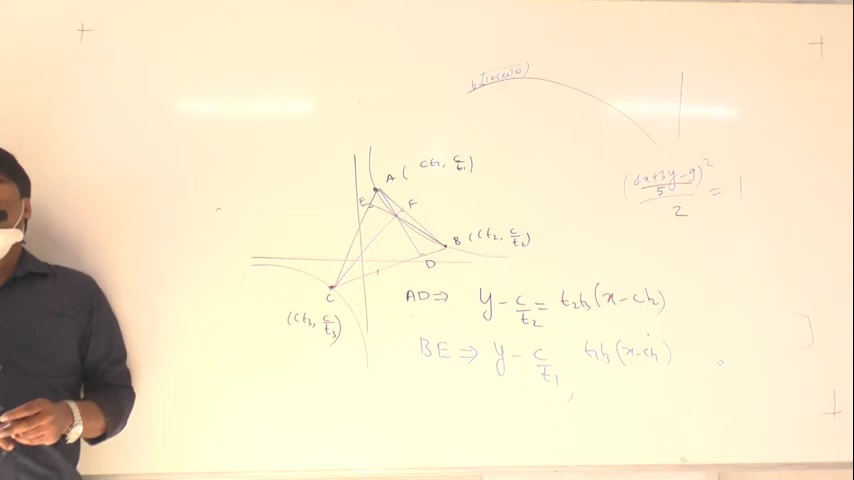 (4x+3y-9)²
5
2
= 1
A ( ct₁, c/t₁)
E
F
B (ct₂, c/t₂)
D
C
(ct₃, c/t₃)
AD ⇒ y - c/t₂ = t₂t₃(x - ct₂)
BE ⇒ y - c/t₁ t₁t₃(x - ct₁)